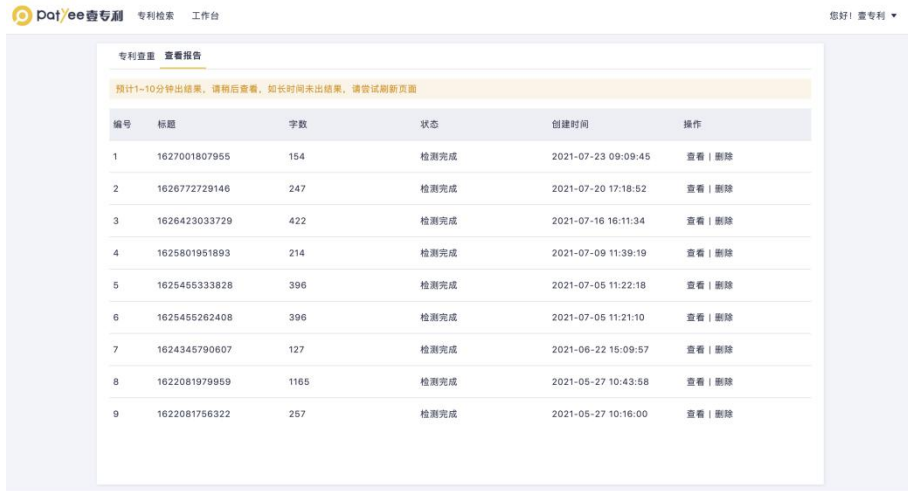 patyee壹专利 专利检索 工作台 您好！壹专利 ▼
专利查重 查看报告
预计1~10分钟出结果，请稍后查看，如长时间未出结果，请尝试刷新页面
编号 标题 字数 状态 创建时间 操作
1 1627001807955 154 检测完成 2021-07-23 09:09:45 查看 | 删除
2 1626772729146 247 检测完成 2021-07-20 17:18:52 查看 | 删除
3 1626423033729 422 检测完成 2021-07-16 16:11:34 查看 | 删除
4 1625801951893 214 检测完成 2021-07-09 11:39:19 查看 | 删除
5 1625455333828 396 检测完成 2021-07-05 11:22:18 查看 | 删除
6 1625455262408 396 检测完成 2021-07-05 11:21:10 查看 | 删除
7 1624345790607 127 检测完成 2021-06-22 15:09:57 查看 | 删除
8 1622081979959 1165 检测完成 2021-05-27 10:43:58 查看 | 删除
9 1622081756322 257 检测完成 2021-05-27 10:16:00 查看 | 删除